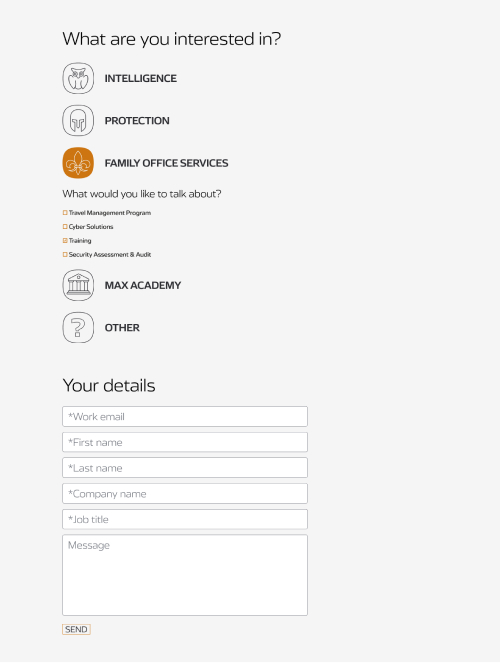 What are you interested in?
INTELLIGENCE
PROTECTION
FAMILY OFFICE SERVICES
What would you like to talk about?
Travel Management Program
Cyber Solutions
Training
Security Assessment & Audit
MAX ACADEMY
OTHER
Your details
*Work email
*First name
*Last name
*Company name
*Job title
Message
SEND